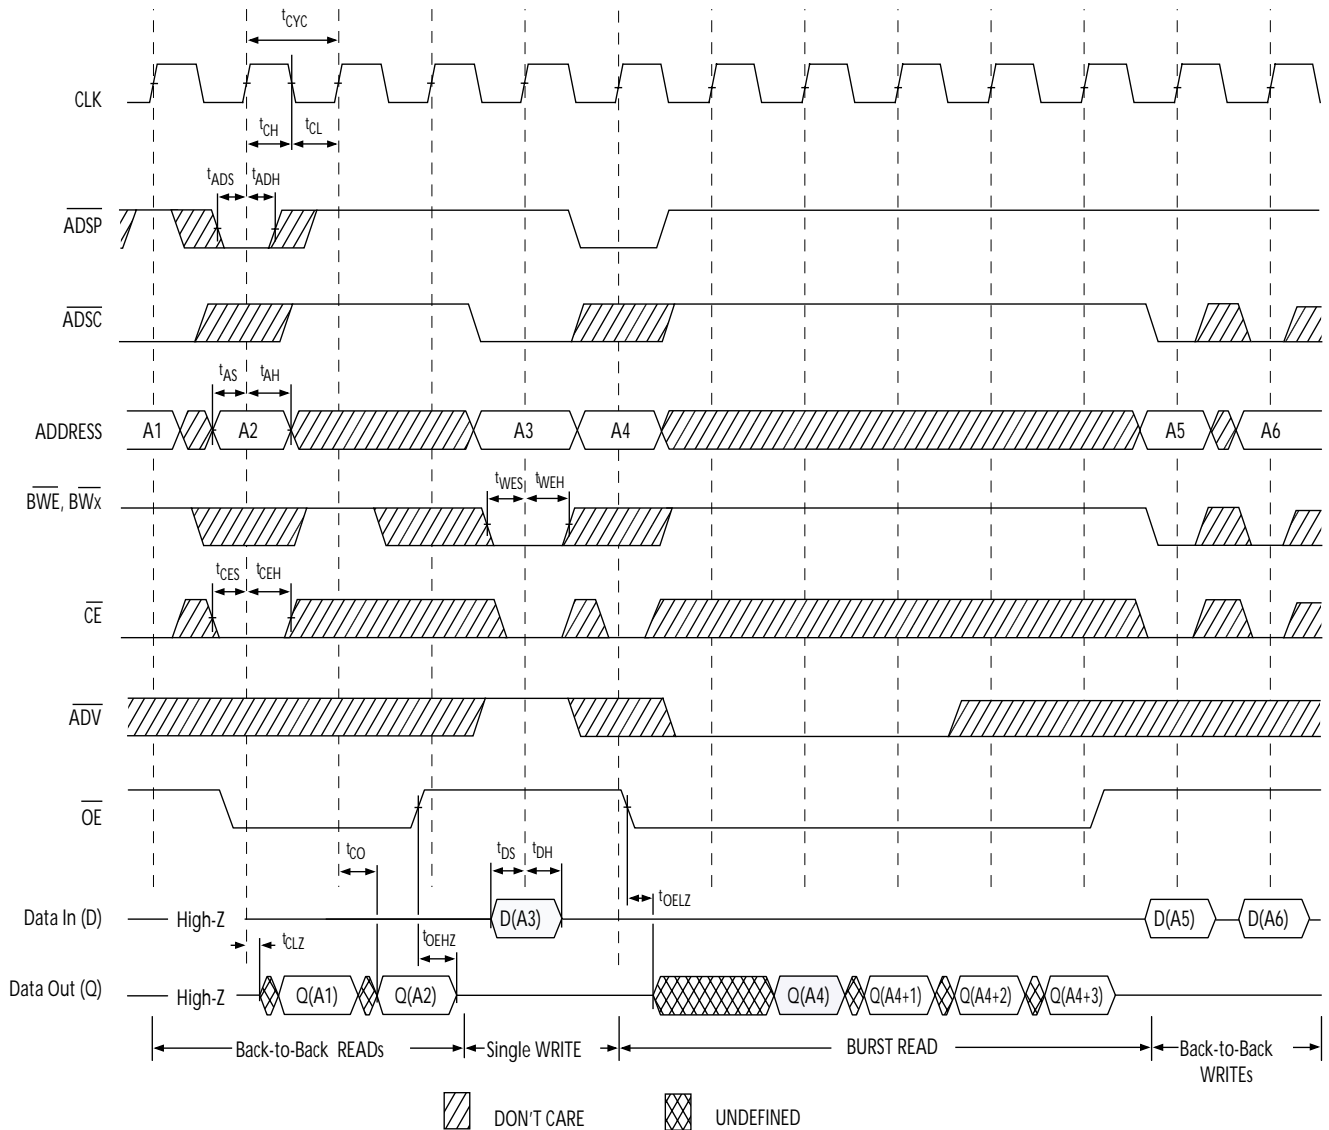 tCYC
CLK
tCH tCL
tADS tADH
ADSP
ADSC
tAS tAH
ADDRESS A1 A2 A3 A4 A5 A6
tWES tWEH
BWE, BWx
tCES tCEH
CE
ADV
OE
tCO tDS tDH
tOELZ
Data In (D) High-Z D(A3) D(A5) D(A6)
tCLZ tOEHZ
Data Out (Q) High-Z Q(A1) Q(A2) Q(A4) Q(A4+1) Q(A4+2) Q(A4+3)
Back-to-Back READs Single WRITE BURST READ Back-to-Back
WRITEs
DON'T CARE UNDEFINED